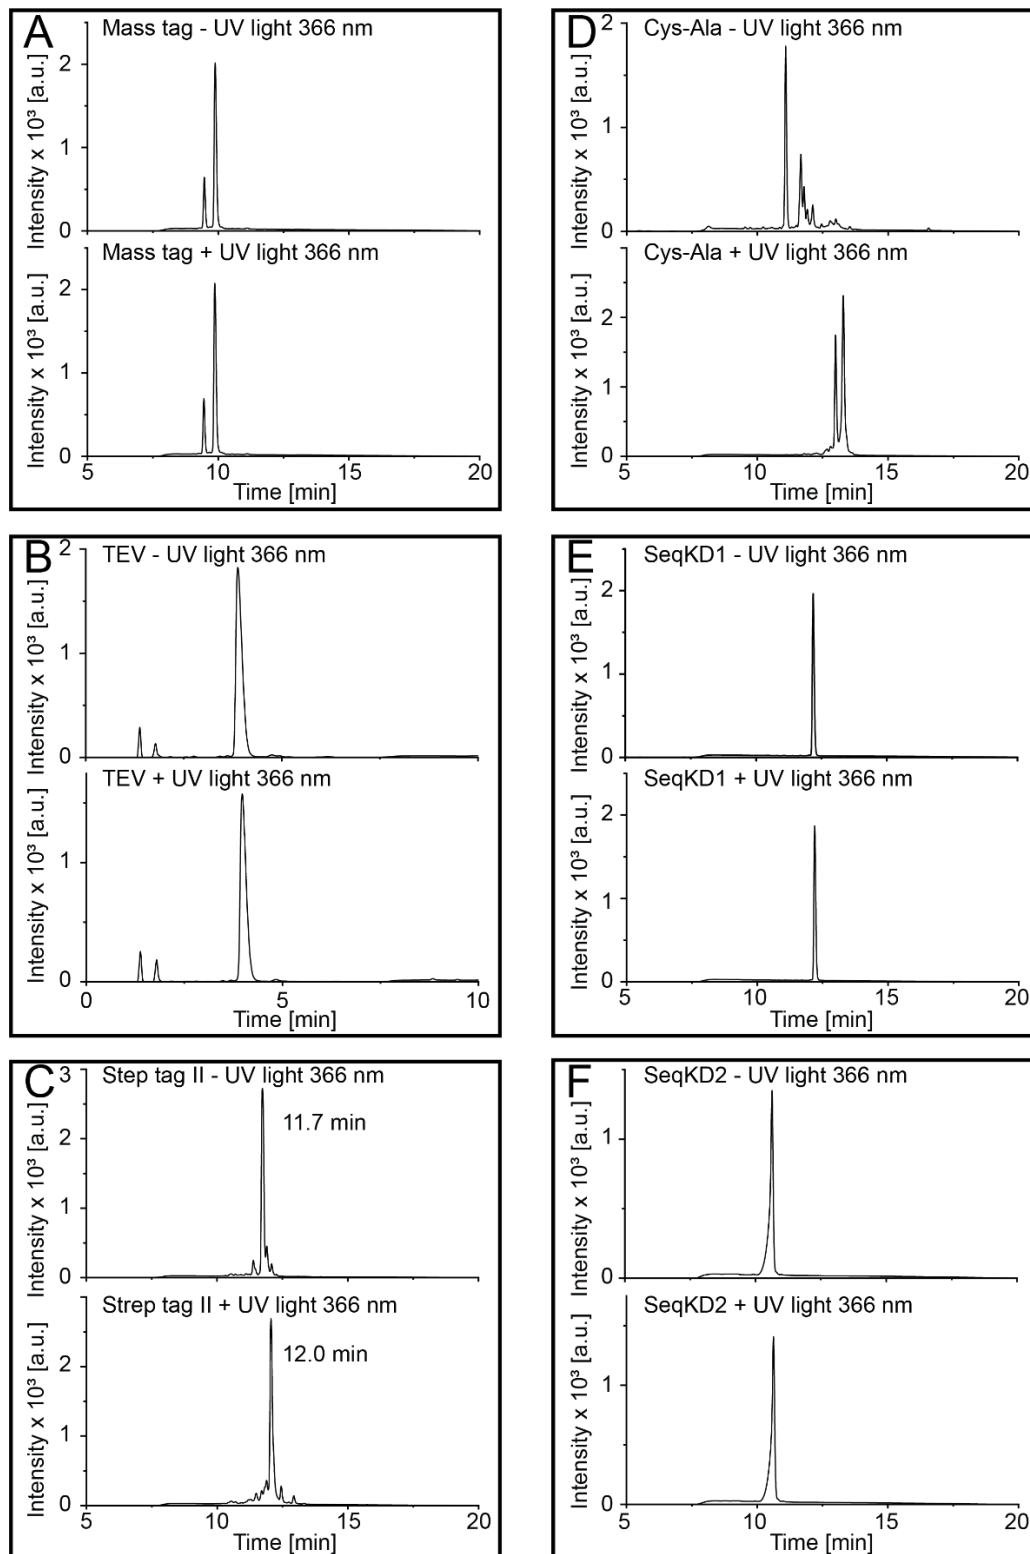 A
Mass tag - UV light 366 nm
Intensity x 10³ [a.u.]
2
1
0
Mass tag + UV light 366 nm
Intensity x 10³ [a.u.]
2
1
0
5 10 15 20
Time [min]
B
TEV - UV light 366 nm
Intensity x 10³ [a.u.]
2
1
0
TEV + UV light 366 nm
Intensity x 10³ [a.u.]
1
0
0 5 10
Time [min]
C
Step tag II - UV light 366 nm
Intensity x 10³ [a.u.]
3
2
1
0
11.7 min
Strep tag II + UV light 366 nm
Intensity x 10³ [a.u.]
2
1
0
12.0 min
5 10 15 20
Time [min]
D
Cys-Ala - UV light 366 nm
Intensity x 10³ [a.u.]
2
1
0
Cys-Ala + UV light 366 nm
Intensity x 10³ [a.u.]
2
1
0
5 10 15 20
Time [min]
E
SeqKD1 - UV light 366 nm
Intensity x 10³ [a.u.]
2
1
0
SeqKD1 + UV light 366 nm
Intensity x 10³ [a.u.]
2
1
0
5 10 15 20
Time [min]
F
SeqKD2 - UV light 366 nm
Intensity x 10³ [a.u.]
1
0
SeqKD2 + UV light 366 nm
Intensity x 10³ [a.u.]
1
0
5 10 15 20
Time [min]